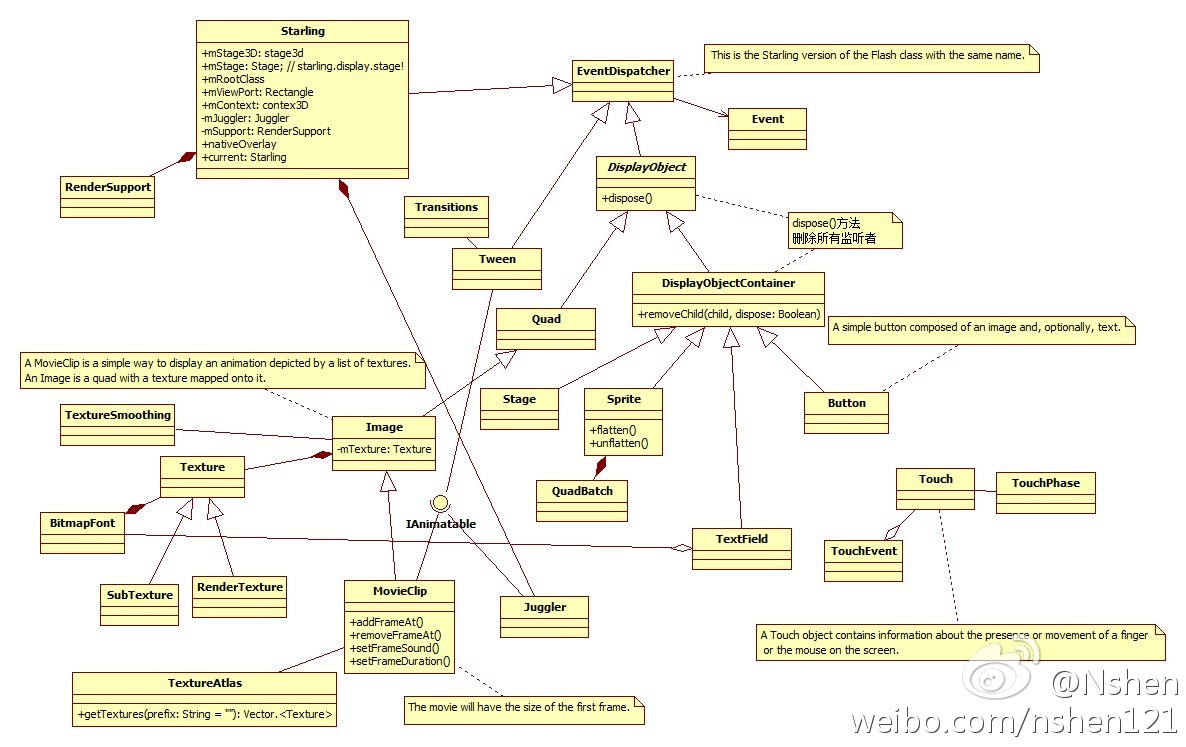 Starling
+mStage3D: stage3d
+mStage: Stage; // starling.display.stage!
+mRootClass
+mViewPort: Rectangle
+mContext: contex3D
-mJuggler: Juggler
-mSupport: RenderSupport
+nativeOverlay
+current: Starling
EventDispatcher
This is the Starling version of the Flash class with the same name.
Event
DisplayObject
+dispose()
RenderSupport
Transitions
dispose()方法
删除所有监听者
Tween
DisplayObjectContainer
+removeChild(child, dispose: Boolean)
Quad
A simple button composed of an image and, optionally, text.
A MovieClip is a simple way to display an animation depicted by a list of textures.
An Image is a quad with a texture mapped onto it.
Stage
Sprite
+flatten()
+unflatten()
Button
TextureSmoothing
Image
-mTexture: Texture
Texture
QuadBatch
Touch
TouchPhase
BitmapFont
IAnimatable
TextField
TouchEvent
SubTexture
RenderTexture
MovieClip
+addFrameAt()
+removeFrameAt()
+setFrameSound()
+setFrameDuration()
Juggler
A Touch object contains information about the presence or movement of a finger
or the mouse on the screen.
TextureAtlas
+getTextures(prefix: String = ""): Vector.<Texture>
The movie will have the size of the first frame.
@Nshen
weibo.com/nshen121